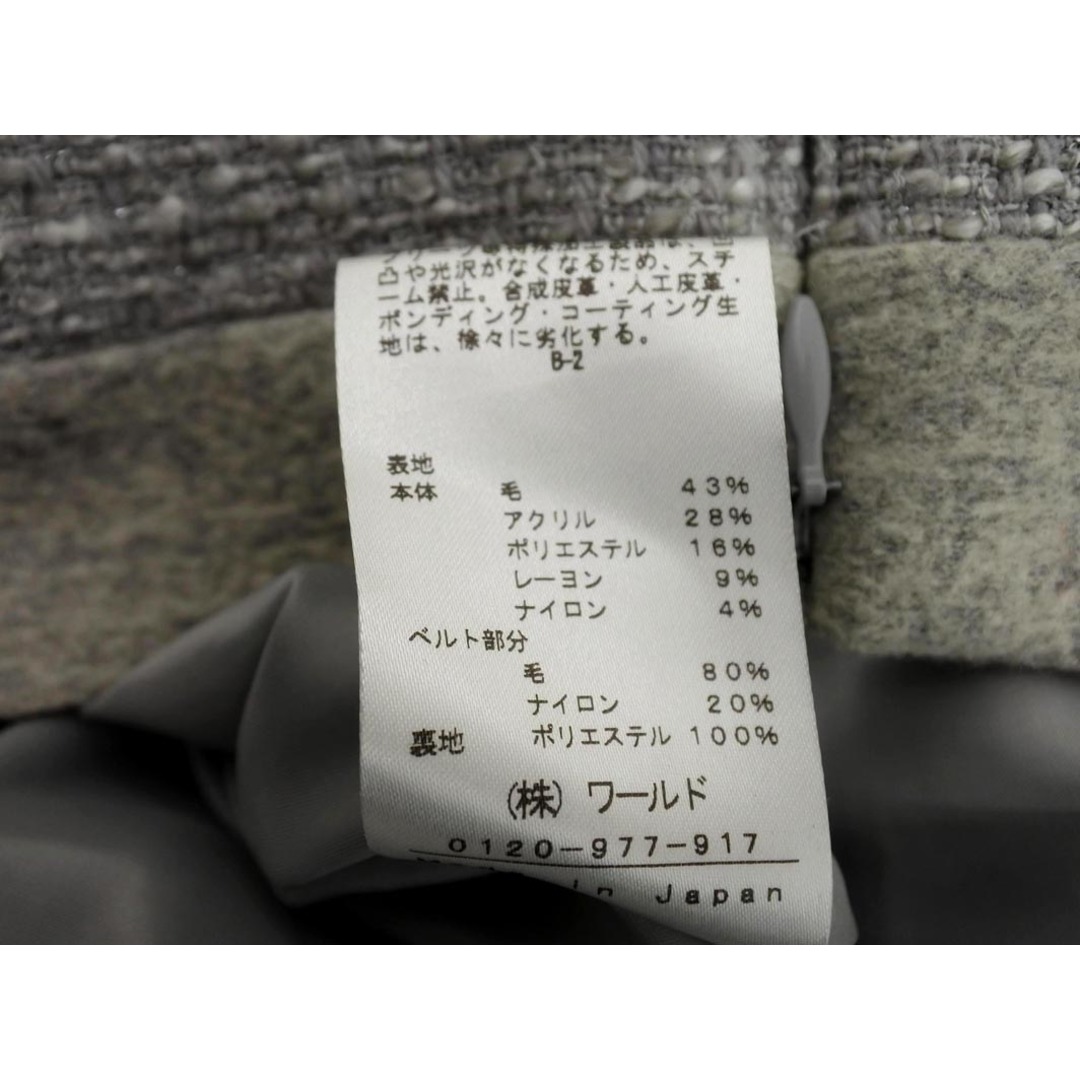 凸や光沢がなくなるため、スチ
ーム禁止。合成皮革・人工皮革・
ボンディング・コーティング生
地は、徐々に劣化する。
B-2
表地
本体 毛 43%
アクリル 28%
ポリエステル 16%
レーヨン 9%
ナイロン 4%
ベルト部分
毛 80%
ナイロン 20%
裏地 ポリエステル 100%
(株) ワールド
0120-977-917
in Japan